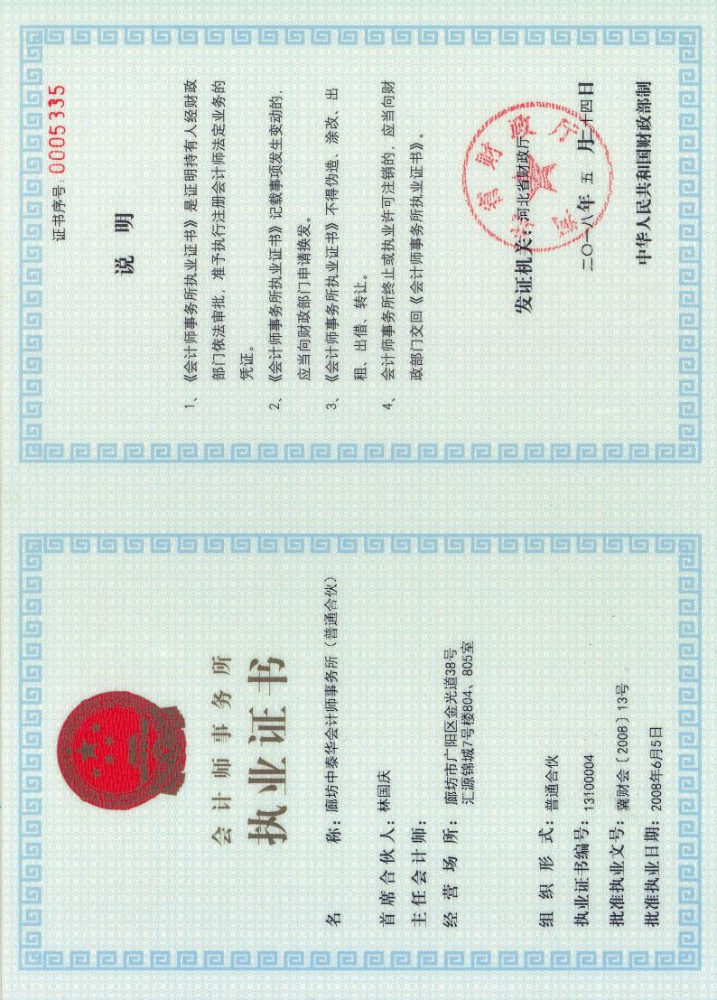 会计师事务所
执业证书
名称：廊坊中泰华会计师事务所（普通合伙）
首席合伙人：林国庆
主任会计师：
经营场所：廊坊市广阳区金光道38号
汇源锦城7号楼804、805室
组织形式：普通合伙
执业证书编号：13100004
批准执业文号：冀财会〔2008〕13号
批准执业日期：2008年6月5日
证书序号：0005335
说明
1、《会计师事务所执业证书》是证明持有人经财政
部门依法审批，准予执行注册会计师法定业务的
凭证。
2、《会计师事务所执业证书》记载事项发生变动的，
应当向财政部门申请换发。
3、《会计师事务所执业证书》不得伪造、涂改、出
租、出借、转让。
4、会计师事务所终止或执业许可注销的，应当向财
政部门交回《会计师事务所执业证书》。
发证机关：河北省财政厅
二〇一八年五月二十四日
中华人民共和国财政部制